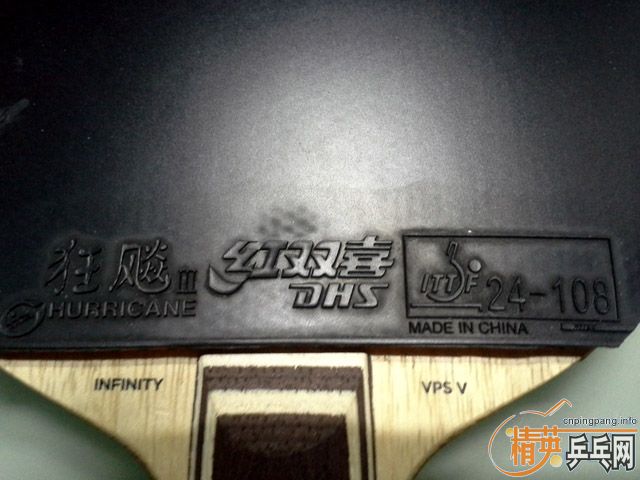 狂飚 III
HURRICANE
红双喜
DHS
ITTF 24-108
MADE IN CHINA
INFINITY
VPS V
cnpingpang.info
精英乒乓网